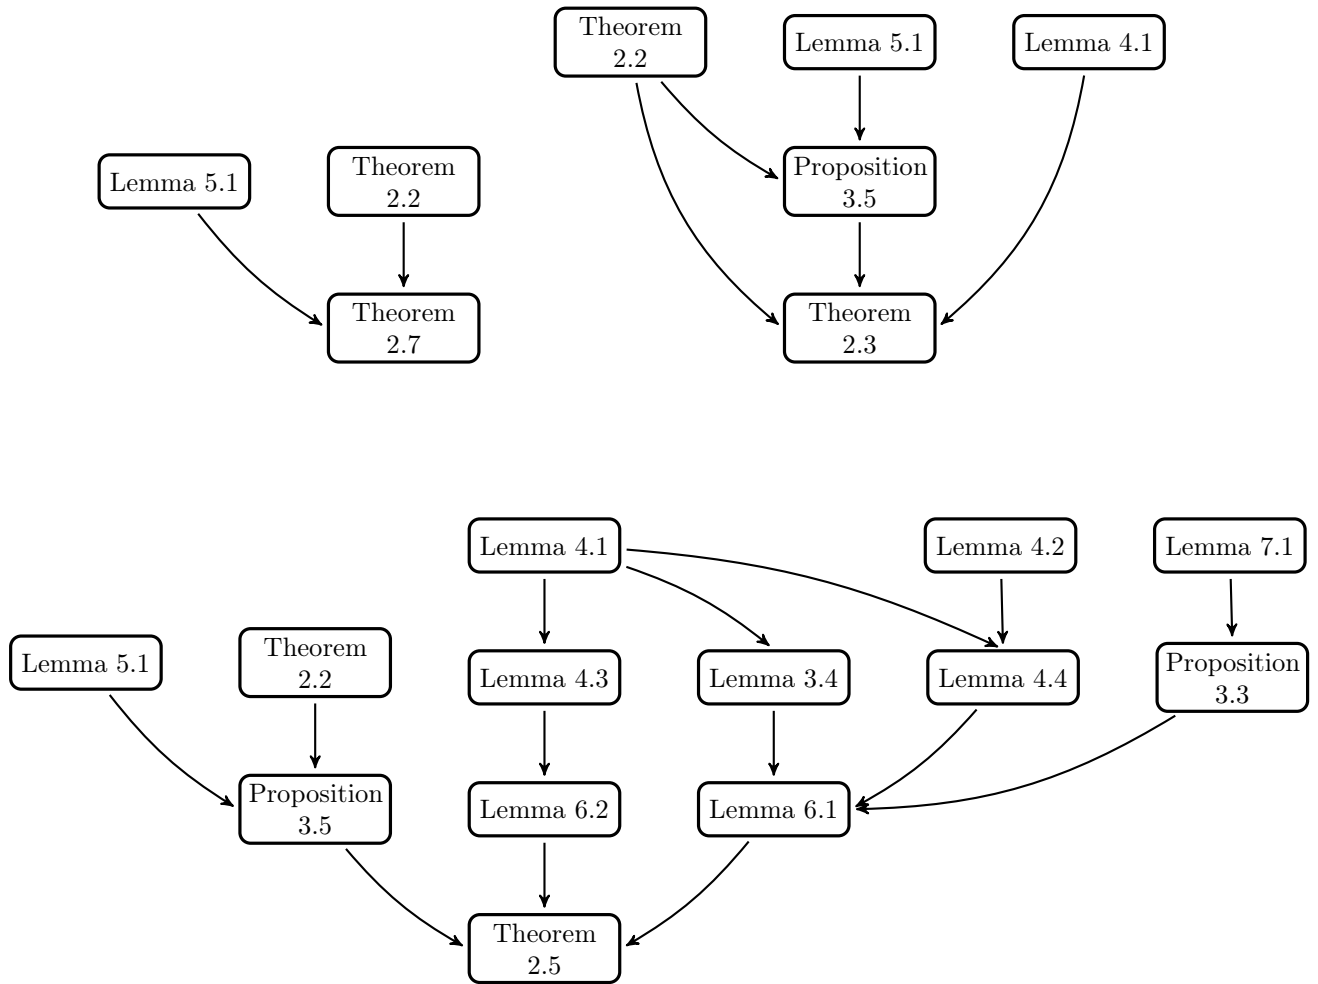 Theorem
2.2
Lemma 5.1
Lemma 4.1
Lemma 5.1
Theorem
2.2
Proposition
3.5
Theorem
2.7
Theorem
2.3
Lemma 4.1
Lemma 4.2
Lemma 7.1
Lemma 5.1
Theorem
2.2
Lemma 4.3
Lemma 3.4
Lemma 4.4
Proposition
3.3
Proposition
3.5
Lemma 6.2
Lemma 6.1
Theorem
2.5